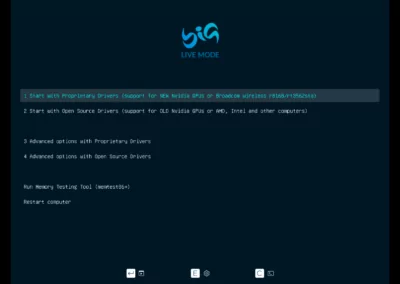 big
LIVE MODE
1 Start with Proprietary Drivers (support for NEW Nvidia GPUs or Broadcom wireless
2 Start with Open Source Drivers (support for OLD Nvidia GPUs or AMD, Intel and other computers)
3 Advanced options with Proprietary Drivers
4 Advanced options with Open Source Drivers
Run Memory Testing Tool (memtest86+)
Restart computer
E
C